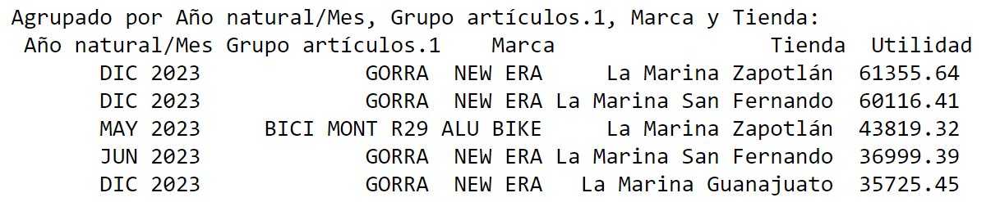 Agrupado por Año natural/Mes, Grupo artículos.1, Marca y Tienda:
Año natural/Mes Grupo artículos.1 Marca Tienda Utilidad
DIC 2023 GORRA NEW ERA La Marina Zapotlán 61355.64
DIC 2023 GORRA NEW ERA La Marina San Fernando 60116.41
MAY 2023 BICI MONT R29 ALU BIKE La Marina Zapotlán 43819.32
JUN 2023 GORRA NEW ERA La Marina San Fernando 36999.39
DIC 2023 GORRA NEW ERA La Marina Guanajuato 35725.45